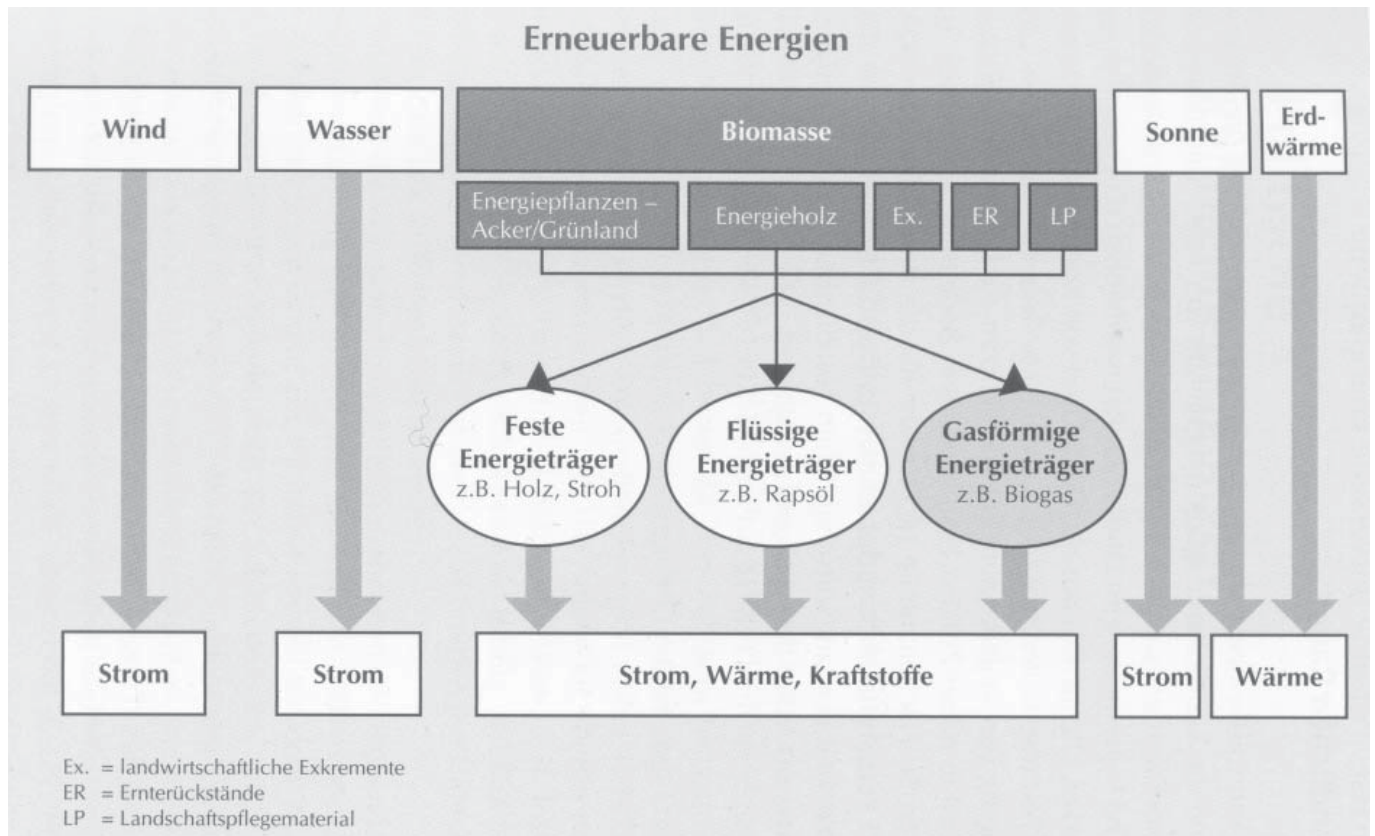 Erneuerbare Energien
Wind
Wasser
Biomasse
Sonne
Erd-
wärme
Energiepflanzen –
Acker/Grünland
Energieholz
Ex.
ER
LP
Feste
Energieträger
z.B. Holz, Stroh
Flüssige
Energieträger
z.B. Rapsöl
Gasförmige
Energieträger
z.B. Biogas
Strom
Strom
Strom, Wärme, Kraftstoffe
Strom
Wärme
Ex. = landwirtschaftliche Exkremente
ER = Ernterückstände
LP = Landschaftspflegematerial